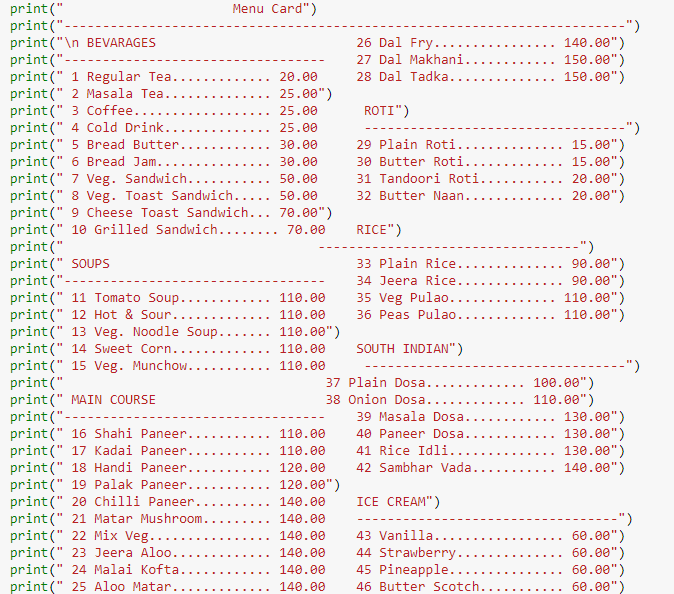 print("                      Menu Card")
print("-------------------------------------------------------------------------")
print("\n BEVARAGES                          26 Dal Fry................ 140.00")
print("----------------------------------    27 Dal Makhani............ 150.00")
print(" 1 Regular Tea............. 20.00     28 Dal Tadka.............. 150.00")
print(" 2 Masala Tea.............. 25.00")
print(" 3 Coffee.................. 25.00      ROTI")
print(" 4 Cold Drink.............. 25.00      ----------------------------------")
print(" 5 Bread Butter............ 30.00     29 Plain Roti.............. 15.00")
print(" 6 Bread Jam............... 30.00     30 Butter Roti............. 15.00")
print(" 7 Veg. Sandwich........... 50.00     31 Tandoori Roti........... 20.00")
print(" 8 Veg. Toast Sandwich..... 50.00     32 Butter Naan............. 20.00")
print(" 9 Cheese Toast Sandwich... 70.00")
print(" 10 Grilled Sandwich........ 70.00    RICE")
print("                                 ----------------------------------")
print(" SOUPS                                33 Plain Rice.............. 90.00")
print("----------------------------------    34 Jeera Rice.............. 90.00")
print(" 11 Tomato Soup............ 110.00    35 Veg Pulao.............. 110.00")
print(" 12 Hot & Sour............. 110.00    36 Peas Pulao............. 110.00")
print(" 13 Veg. Noodle Soup....... 110.00")
print(" 14 Sweet Corn............. 110.00    SOUTH INDIAN")
print(" 15 Veg. Munchow........... 110.00     ----------------------------------")
print("                                  37 Plain Dosa............. 100.00")
print(" MAIN COURSE                      38 Onion Dosa............. 110.00")
print("----------------------------------    39 Masala Dosa............ 130.00")
print(" 16 Shahi Paneer........... 110.00    40 Paneer Dosa............ 130.00")
print(" 17 Kadai Paneer........... 110.00    41 Rice Idli.............. 130.00")
print(" 18 Handi Paneer........... 120.00    42 Sambhar Vada........... 140.00")
print(" 19 Palak Paneer........... 120.00")
print(" 20 Chilli Paneer.......... 140.00    ICE CREAM")
print(" 21 Matar Mushroom......... 140.00    ----------------------------------")
print(" 22 Mix Veg................ 140.00    43 Vanilla................. 60.00")
print(" 23 Jeera Aloo............. 140.00    44 Strawberry.............. 60.00")
print(" 24 Malai Kofta............ 140.00    45 Pineapple............... 60.00")
print(" 25 Aloo Matar............. 140.00    46 Butter Scotch........... 60.00")